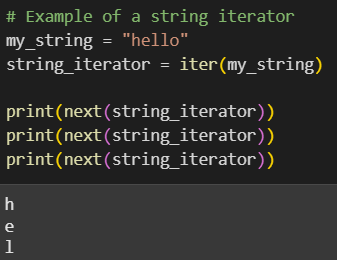 # Example of a string iterator
my_string = "hello"
string_iterator = iter(my_string)
print(next(string_iterator))
print(next(string_iterator))
print(next(string_iterator))
h
e
l